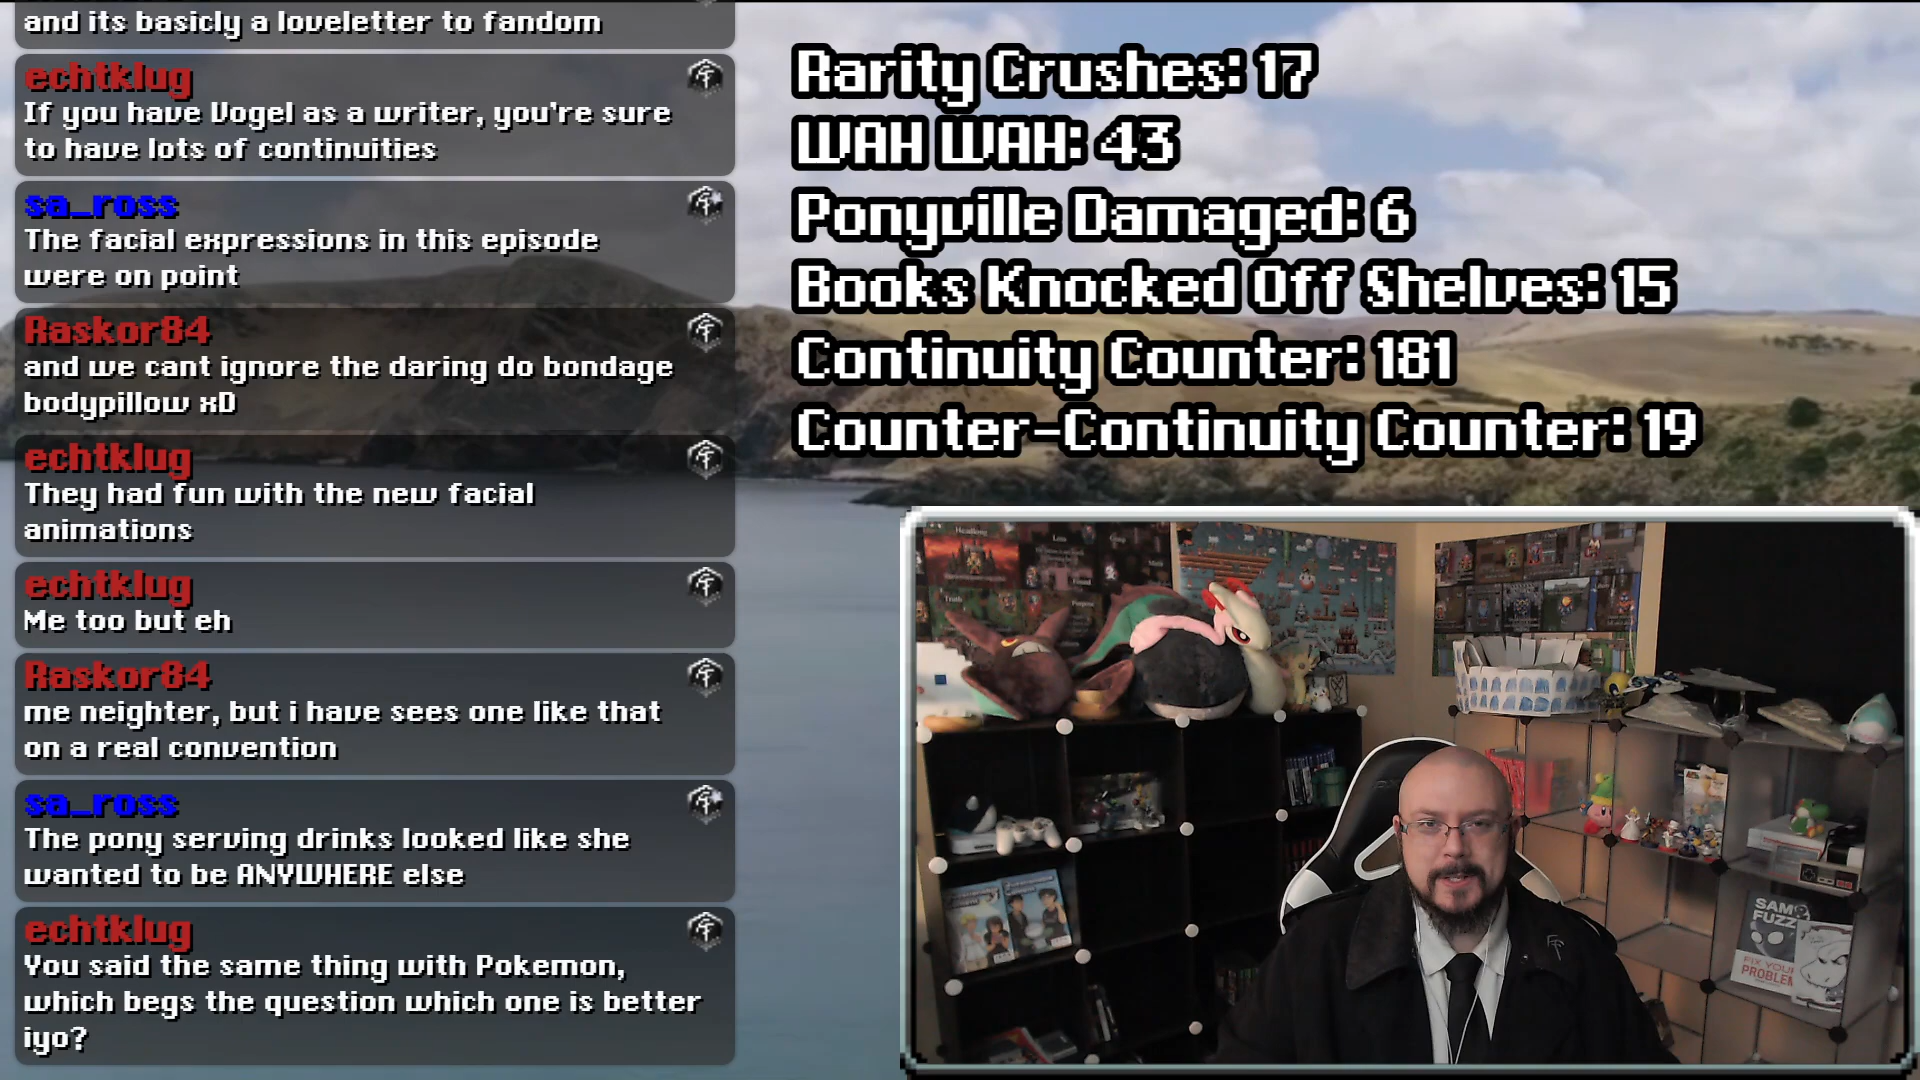 and its basicly a loveletter to fandom
echtklug
If you have Vogel as a writer, you're sure
to have lots of continuities
sa_ross
The facial expressions in this episode
were on point
Raskor84
and we cant ignore the daring do bondage
bodypillow xD
echtklug
They had fun with the new facial
animations
echtklug
Me too but eh
Raskor84
me neighter, but i have sees one like that
on a real convention
sa_ross
The pony serving drinks looked like she
wanted to be ANYWHERE else
echtklug
You said the same thing with Pokemon,
which begs the question which one is better
iyo?
Rarity Crushes: 17
WAH WAH: 43
Ponyville Damaged: 6
Books Knocked Off Shelves: 15
Continuity Counter: 181
Counter-Continuity Counter: 19
SAM &
FUZZ
FIX YOUR
PROBLEM